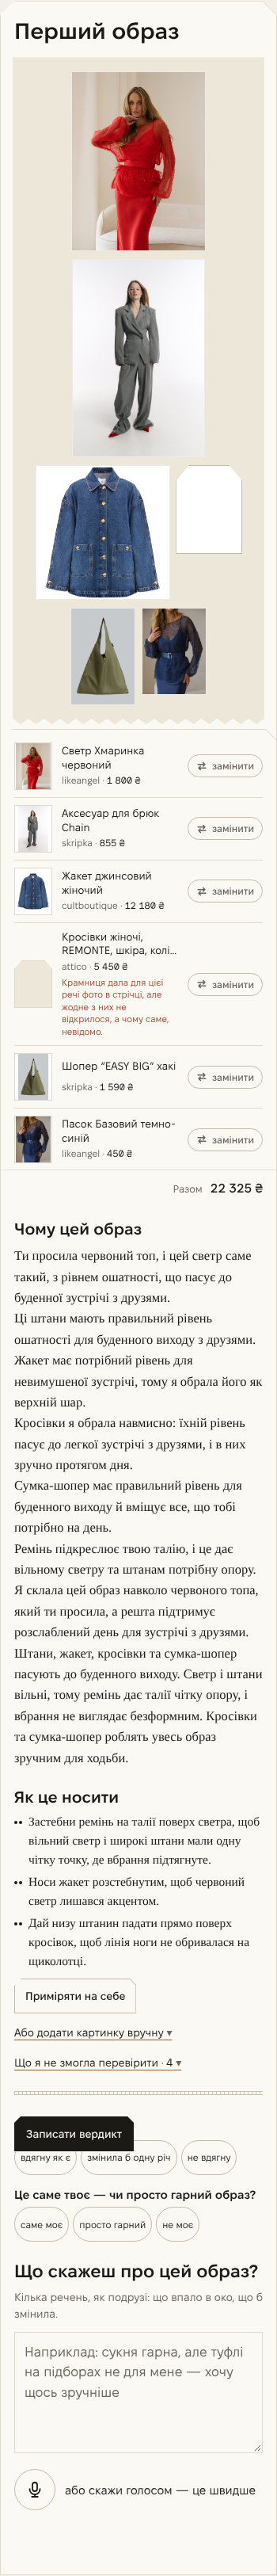 Перший образ
Светр Хмаринка
червоний
likeangel · 1 800 ₴
замінити
Аксесуар для брюк
Chain
skripka · 855 ₴
замінити
Жакет джинсовий
жіночий
cultboutique · 12 180 ₴
замінити
Кросівки жіночі,
REMONTE, шкіра, колі...
attico · 5 450 ₴
Крамниця дала для цієї
речі фото в стрічці, але
жодне з них не
відкрилося, а чому саме,
невідомо.
замінити
Шопер “EASY BIG” хакі
skripka · 1 590 ₴
замінити
Пасок Базовий темно-
синій
likeangel · 450 ₴
замінити
Разом 22 325 ₴
Чому цей образ
Ти просила червоний топ, і цей светр саме
такий, з рівнем ошатності, що пасує до
буденної зустрічі з друзями.
Ці штани мають правильний рівень
ошатності для буденного виходу з друзями.
Жакет має потрібний рівень для
невимушеної зустрічі, тому я обрала його як
верхній шар.
Кросівки я обрала навмисно: їхній рівень
пасує до легкої зустрічі з друзями, і в них
зручно протягом дня.
Сумка-шопер має правильний рівень для
буденного виходу й вміщує все, що тобі
потрібно на день.
Ремінь підкреслює твою талію, і це дає
вільному светру та штанам потрібну опору.
Я склала цей образ навколо червоного топа,
який ти просила, а решта підтримує
розслаблений день для зустрічі з друзями.
Штани, жакет, кросівки та сумка-шопер
пасують до буденного виходу. Светр і штани
вільні, тому ремінь дає талії чітку опору, і
вбрання не виглядає безформним. Кросівки
та сумка-шопер роблять увесь образ
зручним для ходьби.
Як це носити
• Застебни ремінь на талії поверх светра, щоб
вільний светр і широкі штани мали одну
чітку точку, де вбрання підтягнуте.
• Носи жакет розстебнутим, щоб червоний
светр лишався акцентом.
• Дай низу штанин падати прямо поверх
кросівок, щоб лінія ноги не обривалася на
щиколотці.
Приміряти на себе
Або додати картинку вручну ▾
Що я не змогла перевірити · 4 ▾
Записати вердикт
вдягну як є
змінила б одну річ
не вдягну
Це саме твоє — чи просто гарний образ?
саме моє
просто гарний
не моє
Що скажеш про цей образ?
Кілька речень, як подрузі: що впало в око, що б
змінила.
Наприклад: сукня гарна, але туфлі
на підборах не для мене — хочу
щось зручніше
або скажи голосом — це швидше